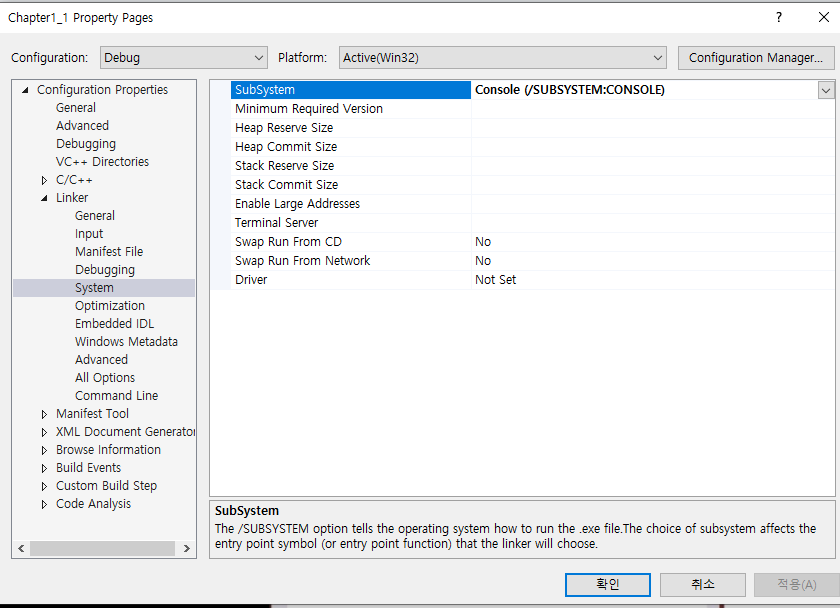 Chapter1_1 Property Pages
?
Configuration: Debug Platform: Active(Win32) Configuration Manager...
Configuration Properties
General
Advanced
Debugging
VC++ Directories
C/C++
Linker
General
Input
Manifest File
Debugging
System
Optimization
Embedded IDL
Windows Metadata
Advanced
All Options
Command Line
Manifest Tool
XML Document Generator
Browse Information
Build Events
Custom Build Step
Code Analysis
SubSystem Console (/SUBSYSTEM:CONSOLE)
Minimum Required Version
Heap Reserve Size
Heap Commit Size
Stack Reserve Size
Stack Commit Size
Enable Large Addresses
Terminal Server
Swap Run From CD No
Swap Run From Network No
Driver Not Set
SubSystem
The /SUBSYSTEM option tells the operating system how to run the .exe file.The choice of subsystem affects the
entry point symbol (or entry point function) that the linker will choose.
확인 취소 적용(A)